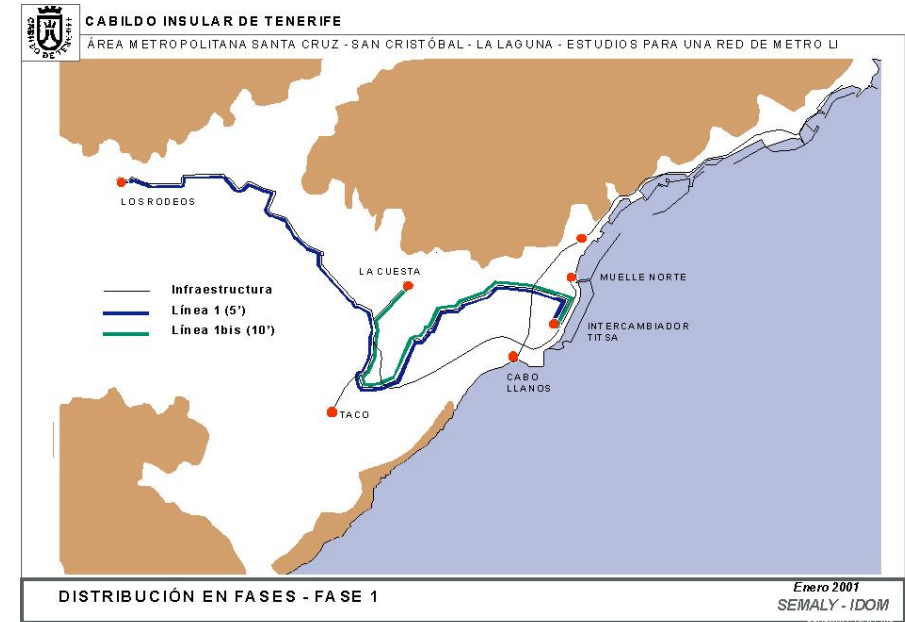 CABILDO INSULAR DE TENERIFE
ÁREA METROPOLITANA SANTA CRUZ - SAN CRISTÓBAL - LA LAGUNA - ESTUDIOS PARA UNA RED DE METRO LI
LOS RODEOS
LA CUESTA
MUELLE NORTE
Infraestructura
Línea 1 (5')
Línea 1bis (10')
INTERCAMBIADOR
TITSA
CABO
LLANOS
TACO
DISTRIBUCIÓN EN FASES - FASE 1
Enero 2001
SEMALY - IDOM